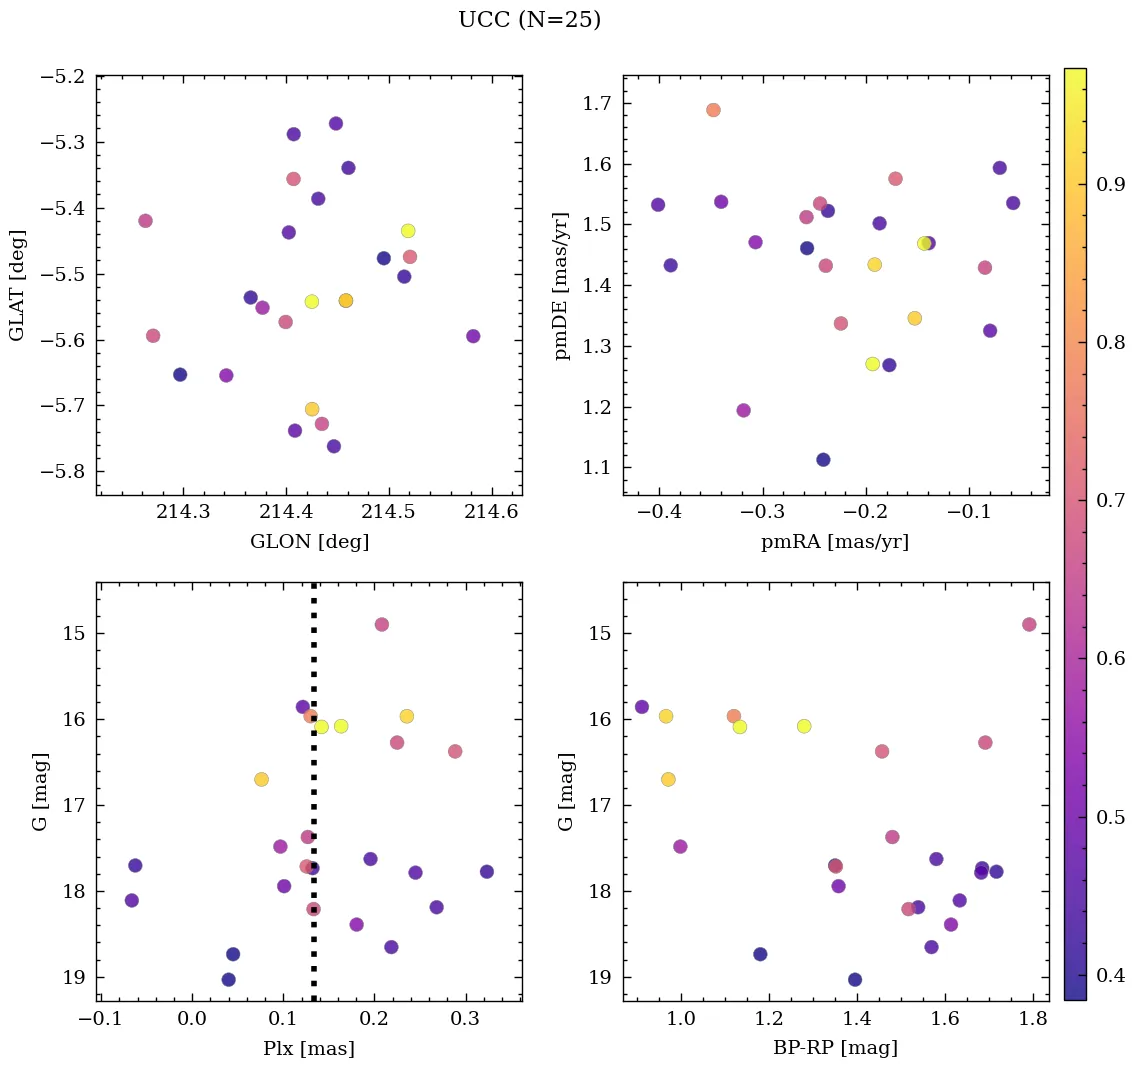 UCC (N=25)
−5.2
−5.3
−5.4
−5.5
−5.6
−5.7
−5.8
GLAT [deg]
214.3 214.4 214.5 214.6
GLON [deg]
1.7
1.6
1.5
1.4
1.3
1.2
1.1
pmDE [mas/yr]
−0.4 −0.3 −0.2 −0.1
pmRA [mas/yr]
15
16
17
18
19
G [mag]
−0.1 0.0 0.1 0.2 0.3
Plx [mas]
15
16
17
18
19
G [mag]
1.0 1.2 1.4 1.6 1.8
BP-RP [mag]
0.9
0.8
0.7
0.6
0.5
0.4